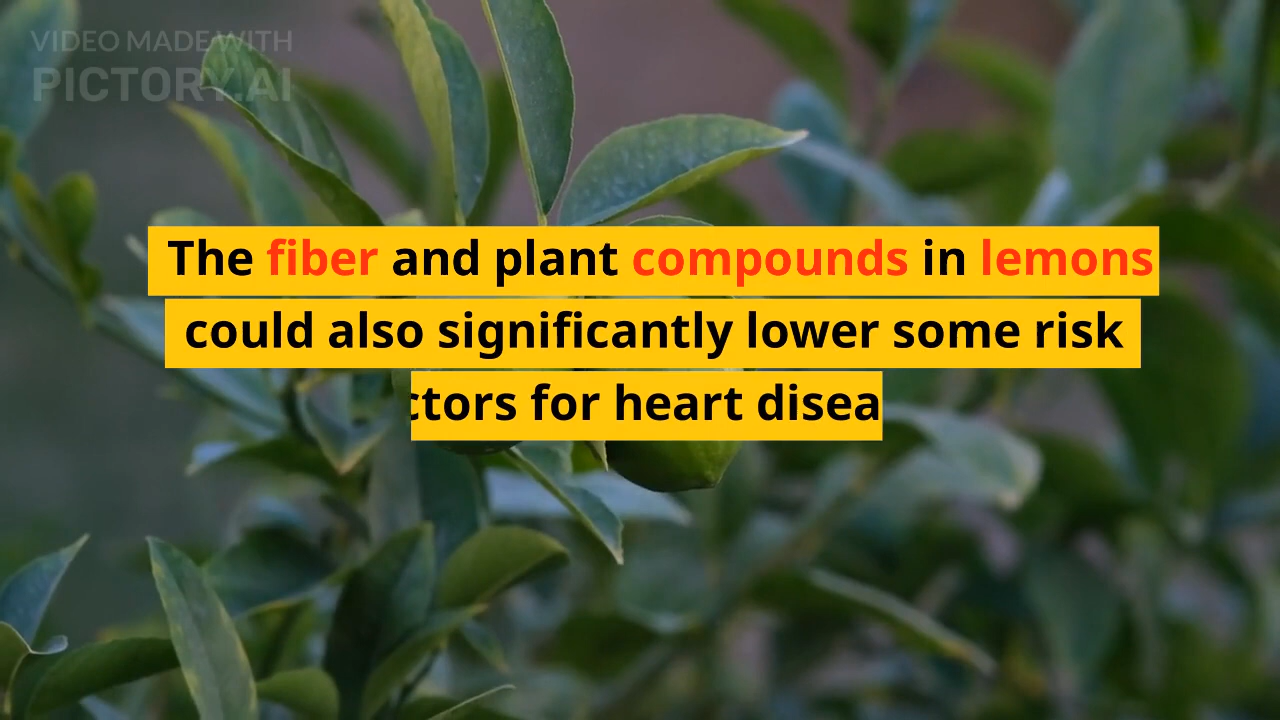 VIDEO MADE WITH
PICTORY.AI
The fiber and plant compounds in lemons
could also significantly lower some risk
ctors for heart disea